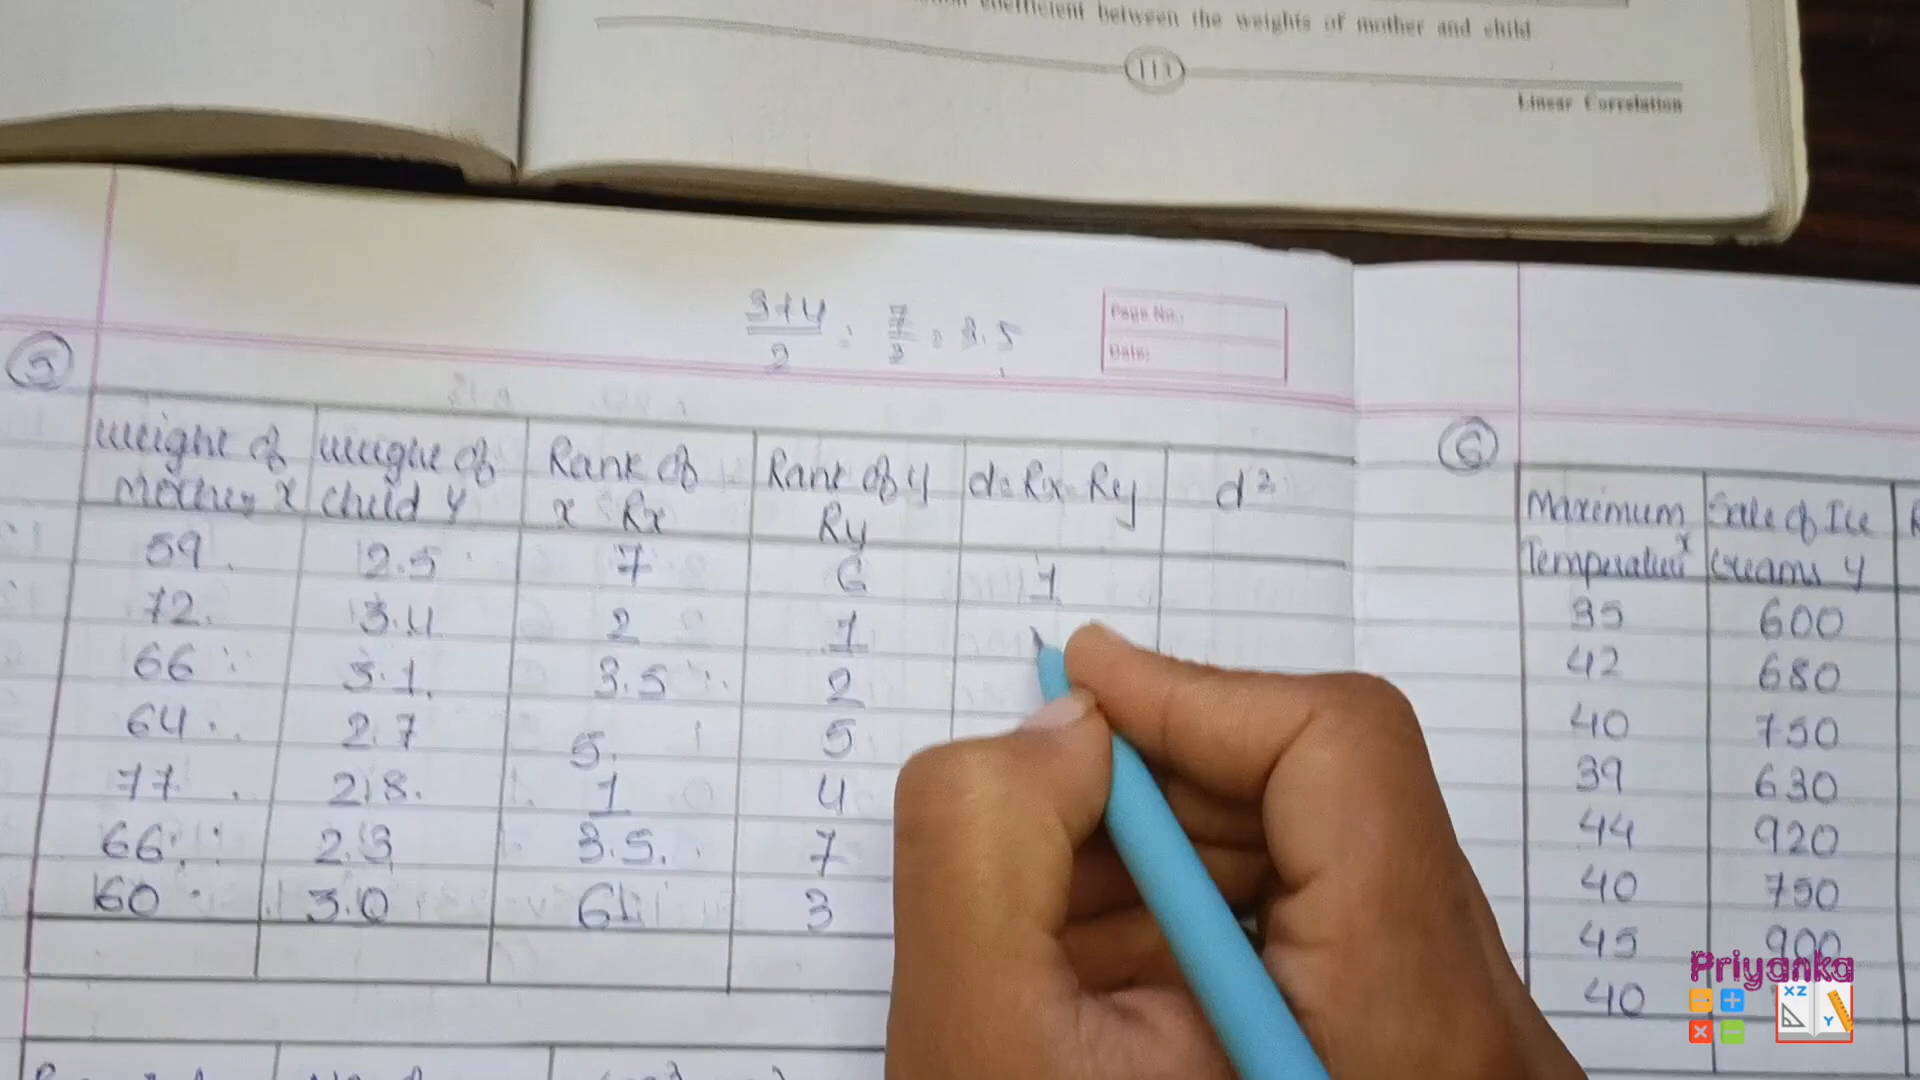 coefficient between the weights of mother and child
111
Linear Correlation
3+4/2 = 7/2 = 3.5
Page No.:
Date:
5
Weight of Mother x | Weight of Child y | Rank of x Rx | Rank of y Ry | d=Rx-Ry | d²
59 | 2.5 | 7 | 6 | 1
72 | 3.4 | 2 | 1
66 | 3.1 | 3.5 | 2
64 | 2.7 | 5 | 5
77 | 2.8 | 1 | 4
66 | 2.3 | 3.5 | 7
60 | 3.0 | 6 | 3
6
Maximum Temperature x | Sale of Ice creams y
35 | 600
42 | 680
40 | 750
39 | 630
44 | 920
40 | 750
45 | 900
40
Priyanka
XZ
Y